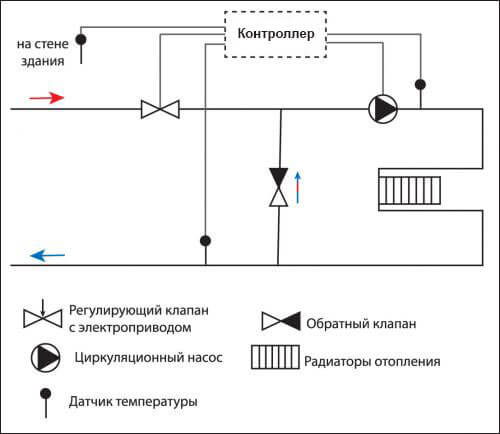 на стене
здания
Контроллер
Регулирующий клапан
с электроприводом
Обратный клапан
Циркуляционный насос
Радиаторы отопления
Датчик температуры